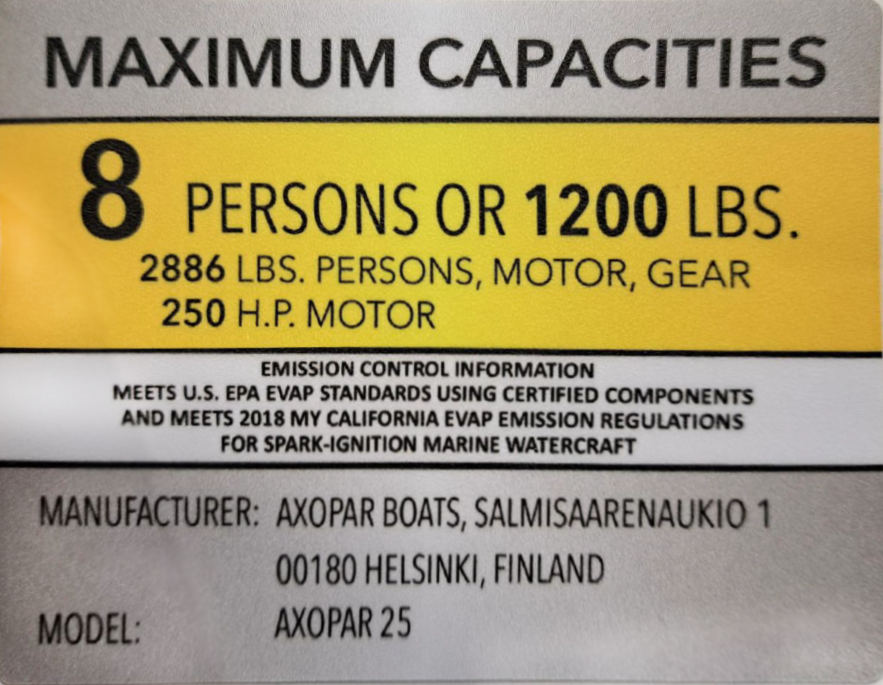 MAXIMUM CAPACITIES
8 PERSONS OR 1200 LBS.
2886 LBS. PERSONS, MOTOR, GEAR
250 H.P. MOTOR
EMISSION CONTROL INFORMATION
MEETS U.S. EPA EVAP STANDARDS USING CERTIFIED COMPONENTS
AND MEETS 2018 MY CALIFORNIA EVAP EMISSION REGULATIONS
FOR SPARK-IGNITION MARINE WATERCRAFT
MANUFACTURER: AXOPAR BOATS, SALMISAARENAUKIO 1
00180 HELSINKI, FINLAND
MODEL: AXOPAR 25